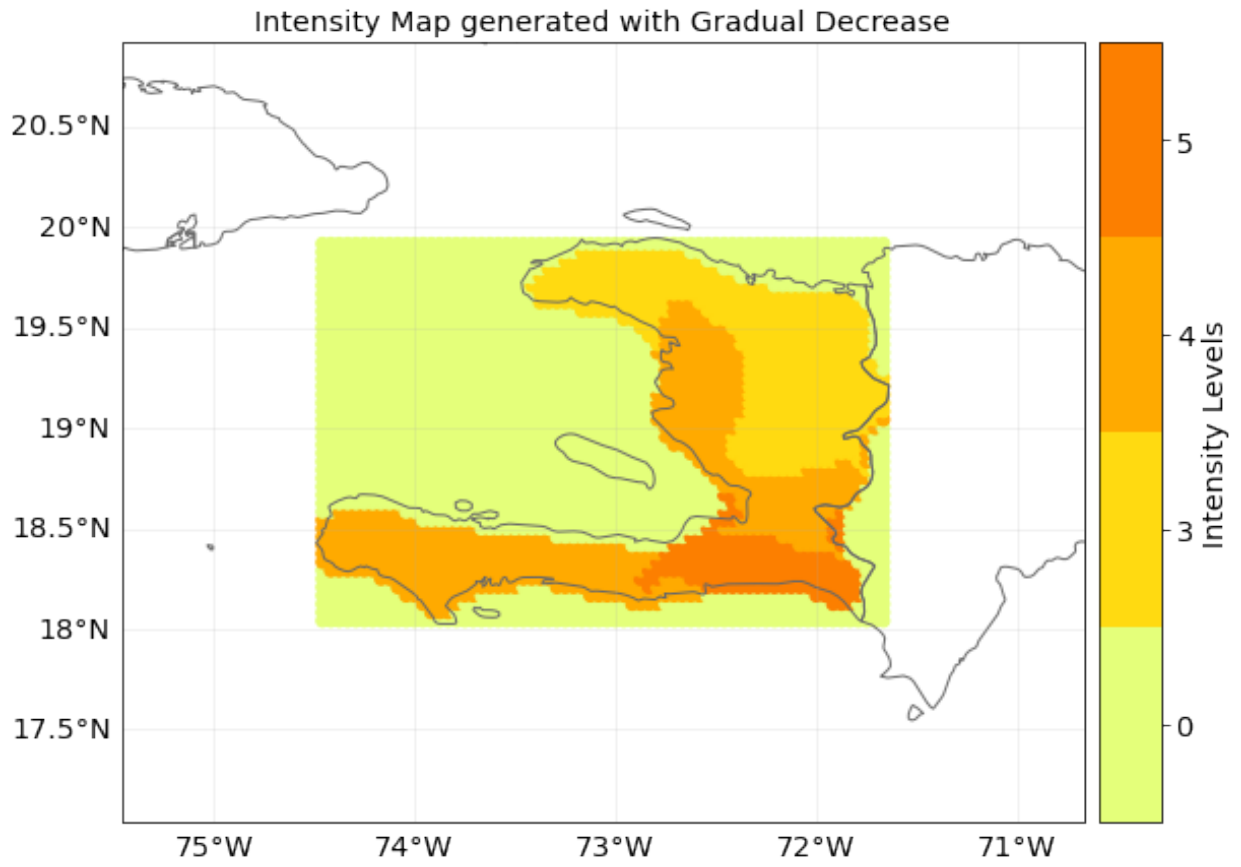 Intensity Map generated with Gradual Decrease
20.5°N
20°N
19.5°N
19°N
18.5°N
18°N
17.5°N
75°W 74°W 73°W 72°W 71°W
5
4
3
0
Intensity Levels